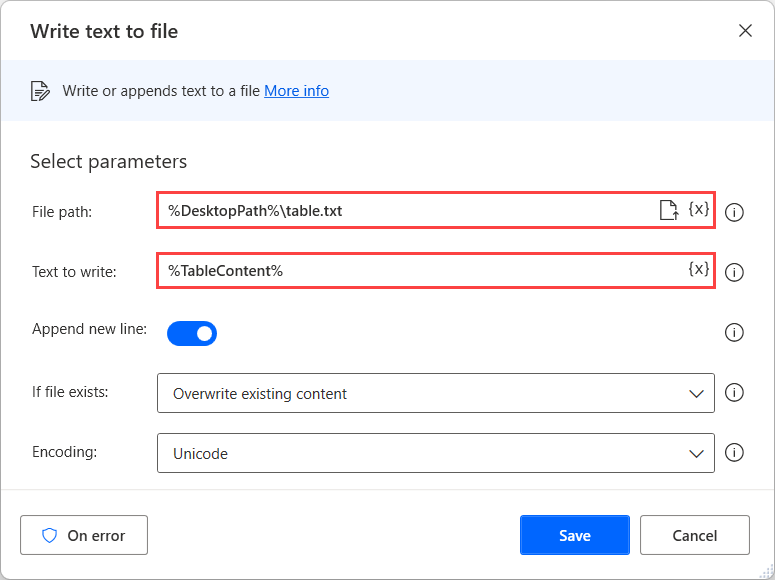 Write text to file
Write or appends text to a file More info
Select parameters
File path: %DesktopPath%\table.txt {x}
Text to write: %TableContent% {x}
Append new line:
If file exists: Overwrite existing content
Encoding: Unicode
On error Save Cancel